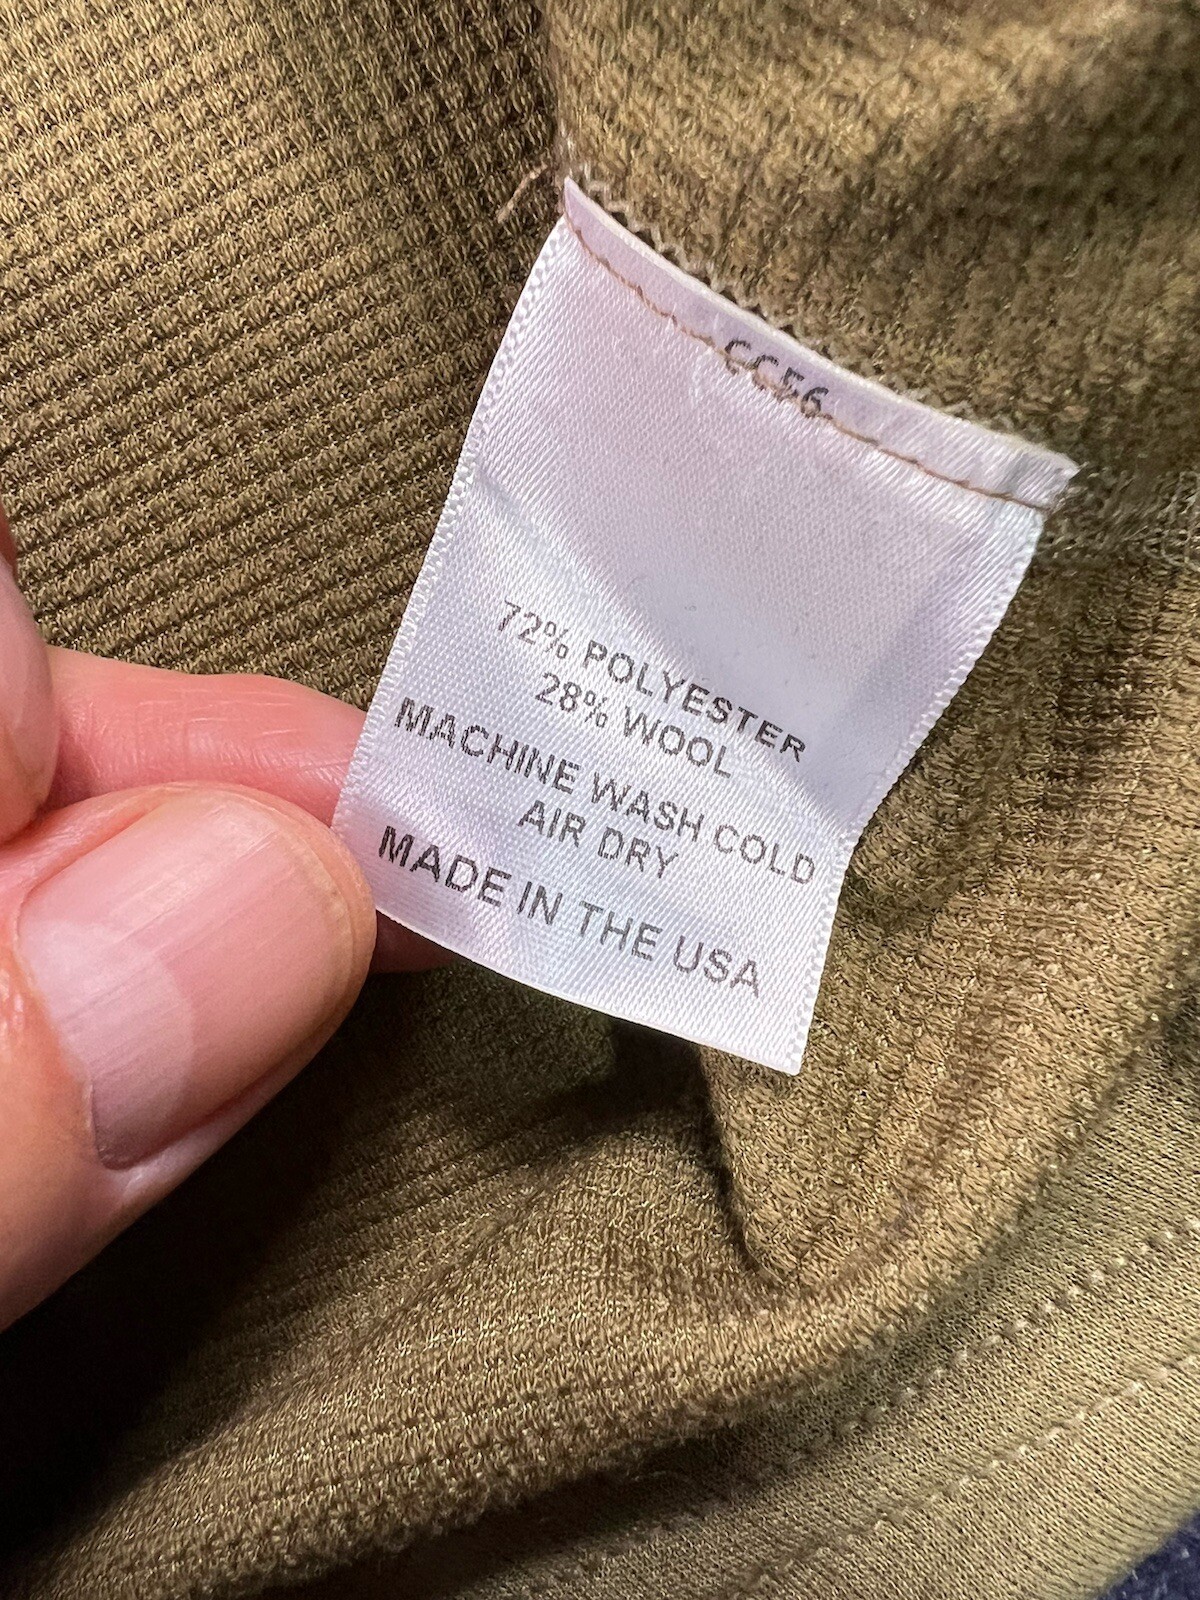 CC56
72% POLYESTER
28% WOOL
MACHINE WASH COLD
AIR DRY
MADE IN THE USA